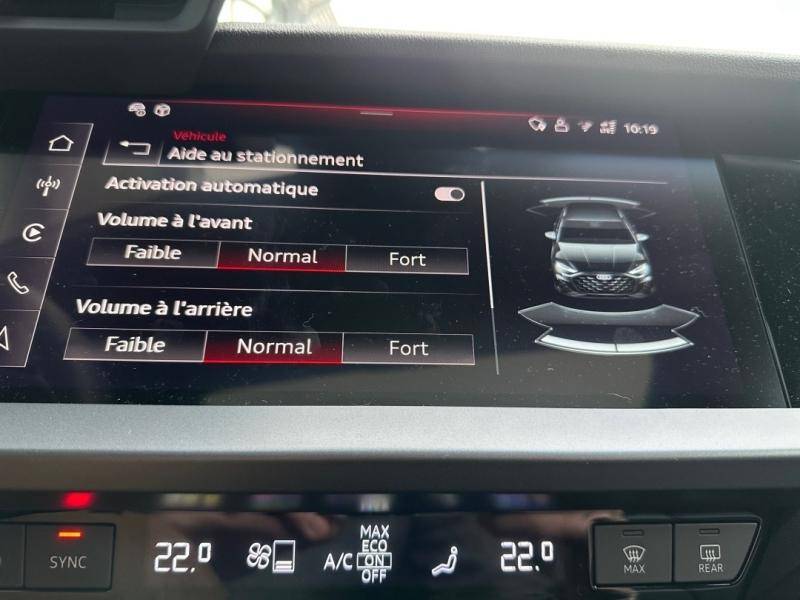 10:19
Véhicule
Aide au stationnement
Activation automatique
Volume à l'avant
Faible Normal Fort
Volume à l'arrière
Faible Normal Fort
SYNC
22.0
A/C
MAX
ECO
ON
OFF
22.0
MAX
REAR